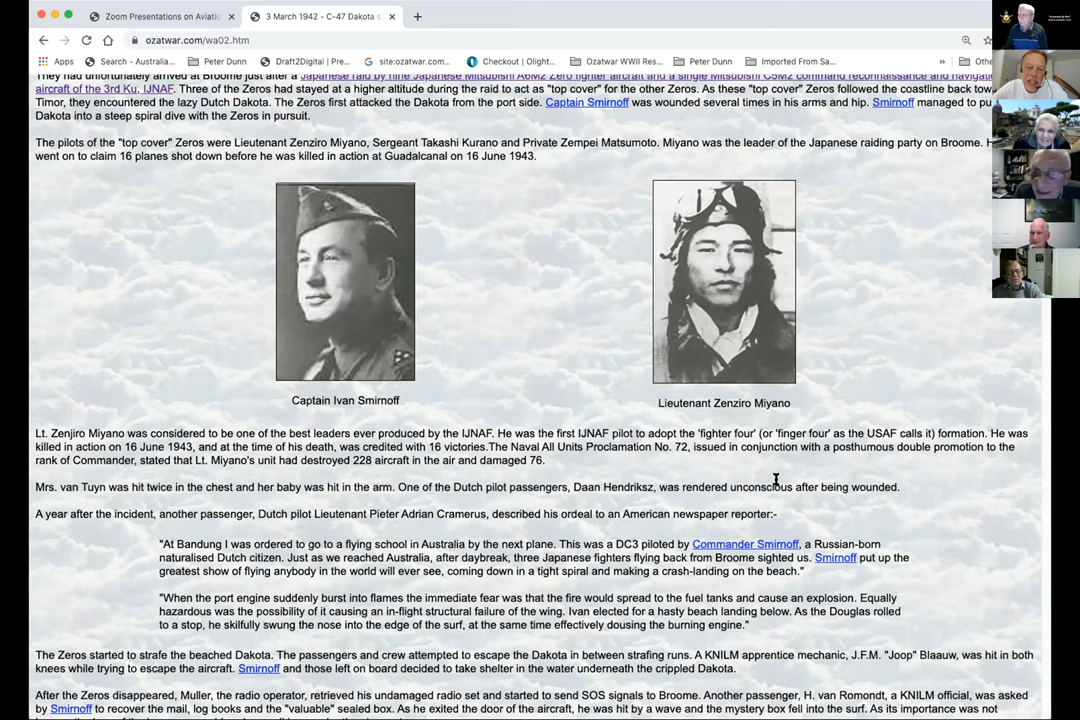 Zoom Presentations on Aviatio
3 March 1942 - C-47 Dakota s
ozatwar.com/wa02.htm
Apps
Search - Australia...
Peter Dunn
Draft2Digital | Pre...
site:ozatwar.com...
Ozatwar WWII Res...
Checkout | Olight...
Peter Dunn
Imported From Sa...
»
Othe
They had unfortunately arrived at Broome just after a Japanese raid by nine Japanese Mitsubishi A6M2 Zero fighter aircraft and a single Mitsubishi C5M2 command reconnaissance and navigati
aircraft of the 3rd Ku, IJNAF. Three of the Zeros had stayed at a higher altitude during the raid to act as "top cover" for the other Zeros. As these "top cover" Zeros followed the coastline back tow
Timor, they encountered the lazy Dutch Dakota. The Zeros first attacked the Dakota from the port side. Captain Smirnoff was wounded several times in his arms and hip. Smirnoff managed to pu
Dakota into a steep spiral dive with the Zeros in pursuit.
The pilots of the "top cover" Zeros were Lieutenant Zenziro Miyano, Sergeant Takashi Kurano and Private Zempei Matsumoto. Miyano was the leader of the Japanese raiding party on Broome. H
went on to claim 16 planes shot down before he was killed in action at Guadalcanal on 16 June 1943.
Captain Ivan Smirnoff
Lieutenant Zenziro Miyano
Lt. Zenjiro Miyano was considered to be one of the best leaders ever produced by the IJNAF. He was the first IJNAF pilot to adopt the 'fighter four' (or 'finger four' as the USAF calls it) formation. He was
killed in action on 16 June 1943, and at the time of his death, was credited with 16 victories.The Naval All Units Proclamation No. 72, issued in conjunction with a posthumous double promotion to the
rank of Commander, stated that Lt. Miyano's unit had destroyed 228 aircraft in the air and damaged 76.
Mrs. van Tuyn was hit twice in the chest and her baby was hit in the arm. One of the Dutch pilot passengers, Daan Hendriksz, was rendered unconscious after being wounded.
A year after the incident, another passenger, Dutch pilot Lieutenant Pieter Adrian Cramerus, described his ordeal to an American newspaper reporter:-
"At Bandung I was ordered to go to a flying school in Australia by the next plane. This was a DC3 piloted by Commander Smirnoff, a Russian-born
naturalised Dutch citizen. Just as we reached Australia, after daybreak, three Japanese fighters flying back from Broome sighted us. Smirnoff put up the
greatest show of flying anybody in the world will ever see, coming down in a tight spiral and making a crash-landing on the beach."
"When the port engine suddenly burst into flames the immediate fear was that the fire would spread to the fuel tanks and cause an explosion. Equally
hazardous was the possibility of it causing an in-flight structural failure of the wing. Ivan elected for a hasty beach landing below. As the Douglas rolled
to a stop, he skilfully swung the nose into the edge of the surf, at the same time effectively dousing the burning engine."
The Zeros started to strafe the beached Dakota. The passengers and crew attempted to escape the Dakota in between strafing runs. A KNILM apprentice mechanic, J.F.M. "Joop" Blaauw, was hit in both
knees while trying to escape the aircraft. Smirnoff and those left on board decided to take shelter in the water underneath the crippled Dakota.
After the Zeros disappeared, Muller, the radio operator, retrieved his undamaged radio set and started to send SOS signals to Broome. Another passenger, H. van Romondt, a KNILM official, was asked
by Smirnoff to recover the mail, log books and the "valuable" sealed box. As he exited the door of the aircraft, he was hit by a wave and the mystery box fell into the surf. As its importance was not